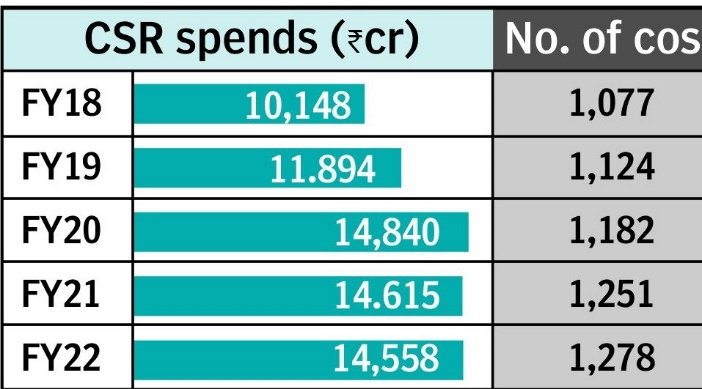 CSR spends (₹cr) No. of cos
FY18 10,148 1,077
FY19 11.894 1,124
FY20 14,840 1,182
FY21 14.615 1,251
FY22 14,558 1,278